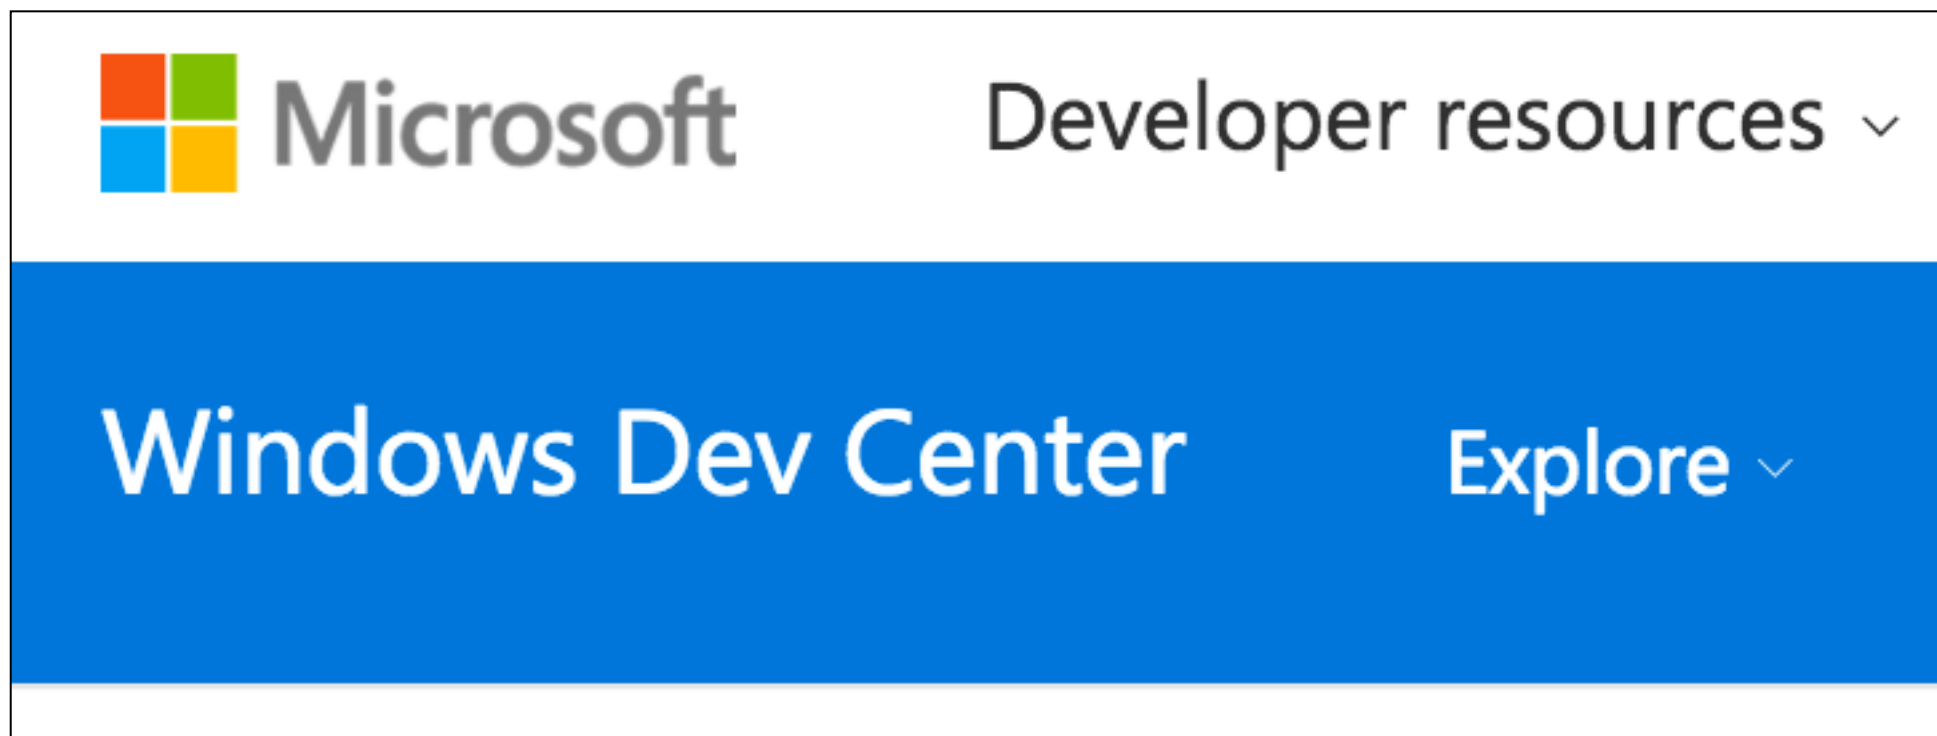 Microsoft Developer resources
Windows Dev Center Explore